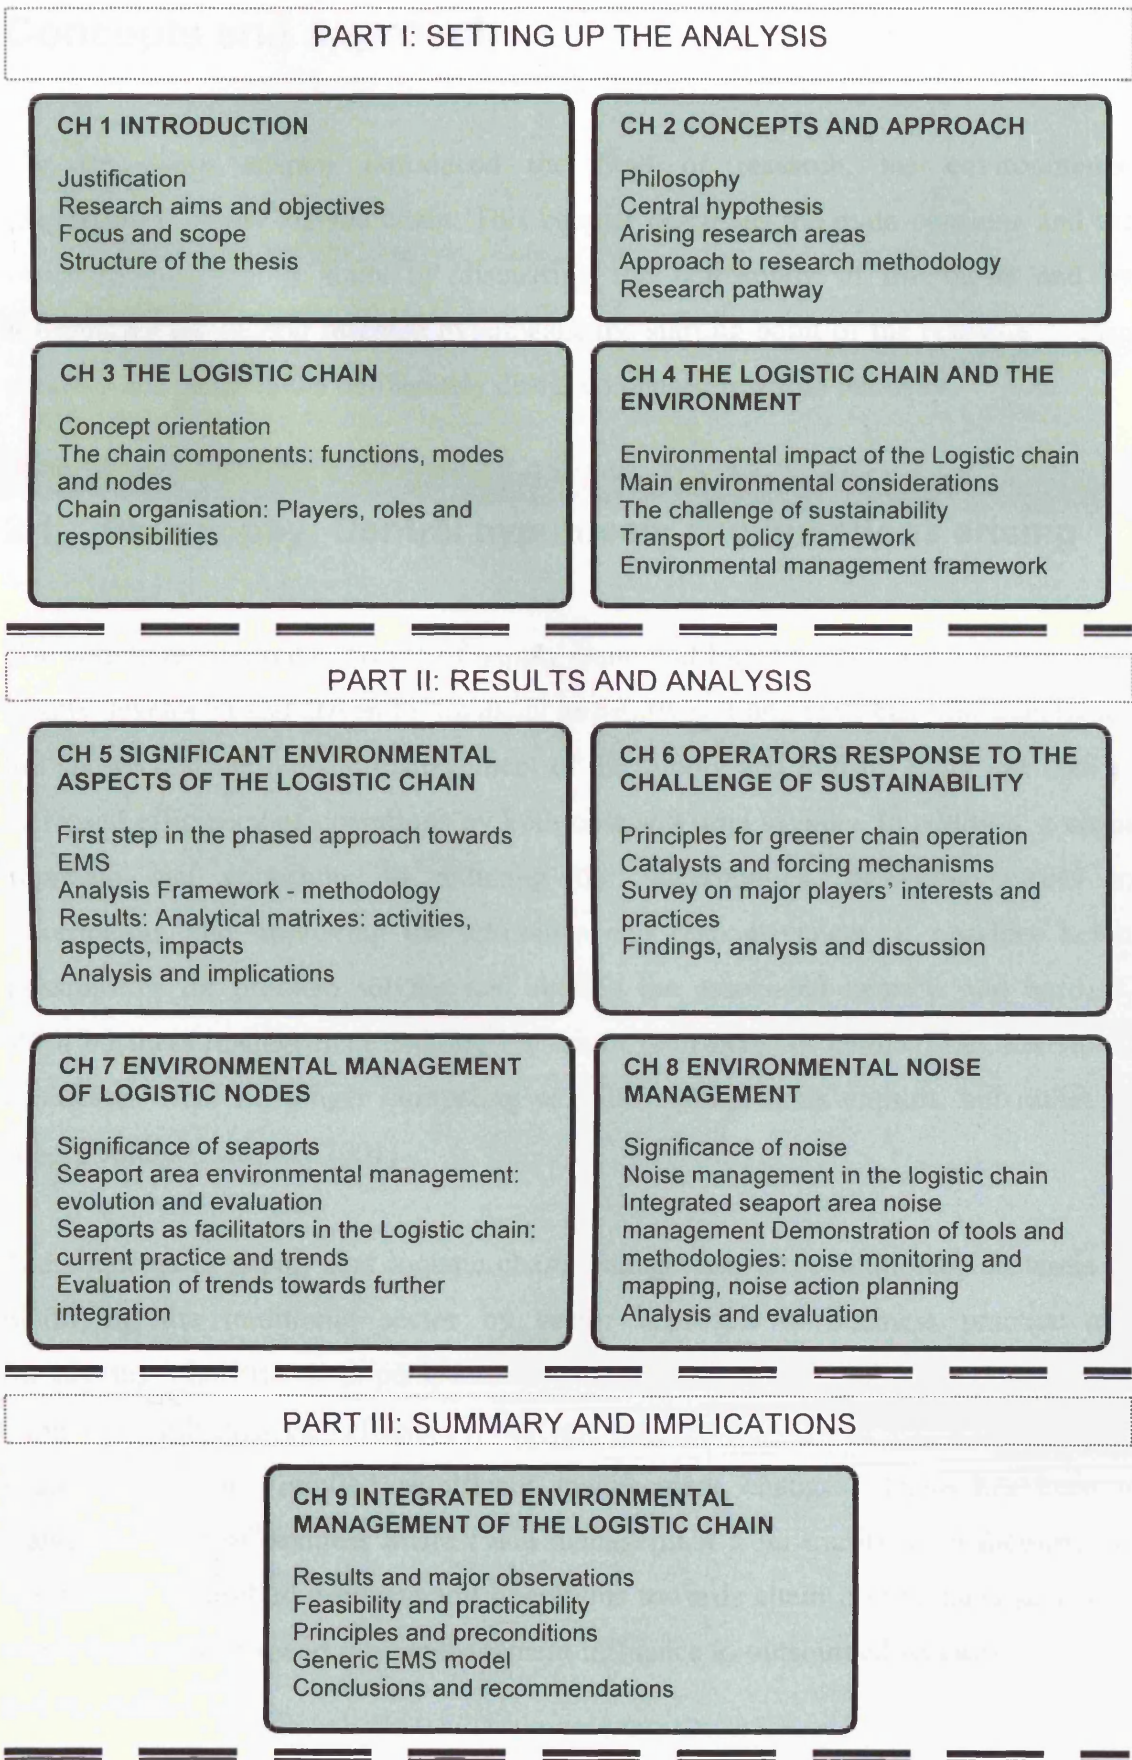 PART I: SETTING UP THE ANALYSIS
CH 1 INTRODUCTION
Justification
Research aims and objectives
Focus and scope
Structure of the thesis
CH 2 CONCEPTS AND APPROACH
Philosophy
Central hypothesis
Arising research areas
Approach to research methodology
Research pathway
CH 3 THE LOGISTIC CHAIN
Concept orientation
The chain components: functions, modes
and nodes
Chain organisation: Players, roles and
responsibilities
CH 4 THE LOGISTIC CHAIN AND THE
ENVIRONMENT
Environmental impact of the Logistic chain
Main environmental considerations
The challenge of sustainability
Transport policy framework
Environmental management framework
PART II: RESULTS AND ANALYSIS
CH 5 SIGNIFICANT ENVIRONMENTAL
ASPECTS OF THE LOGISTIC CHAIN
First step in the phased approach towards
EMS
Analysis Framework - methodology
Results: Analytical matrixes: activities,
aspects, impacts
Analysis and implications
CH 6 OPERATORS RESPONSE TO THE
CHALLENGE OF SUSTAINABILITY
Principles for greener chain operation
Catalysts and forcing mechanisms
Survey on major players' interests and
practices
Findings, analysis and discussion
CH 7 ENVIRONMENTAL MANAGEMENT
OF LOGISTIC NODES
Significance of seaports
Seaport area environmental management:
evolution and evaluation
Seaports as facilitators in the Logistic chain:
current practice and trends
Evaluation of trends towards further
integration
CH 8 ENVIRONMENTAL NOISE
MANAGEMENT
Significance of noise
Noise management in the logistic chain
Integrated seaport area noise
management Demonstration of tools and
methodologies: noise monitoring and
mapping, noise action planning
Analysis and evaluation
PART III: SUMMARY AND IMPLICATIONS
CH 9 INTEGRATED ENVIRONMENTAL
MANAGEMENT OF THE LOGISTIC CHAIN
Results and major observations
Feasibility and practicability
Principles and preconditions
Generic EMS model
Conclusions and recommendations